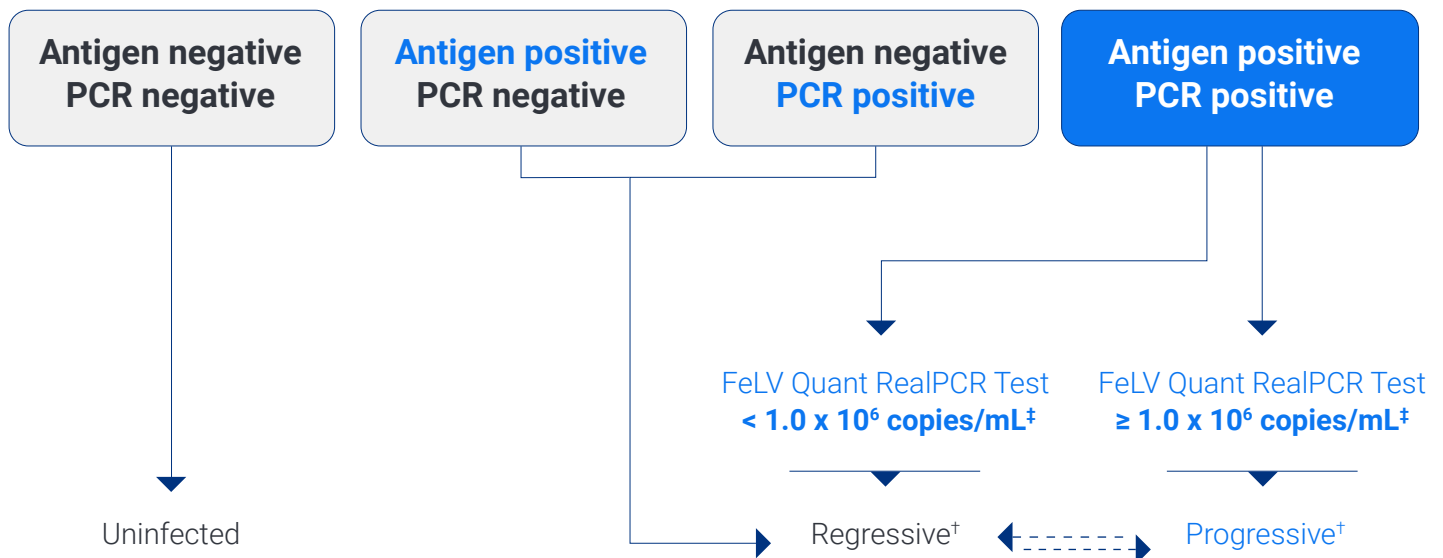 Antigen negative
PCR negative
Antigen positive
PCR negative
Antigen negative
PCR positive
Antigen positive
PCR positive
FeLV Quant RealPCR Test
< 1.0 x 10⁶ copies/mL‡
FeLV Quant RealPCR Test
≥ 1.0 x 10⁶ copies/mL‡
Uninfected
Regressive†
Progressive†